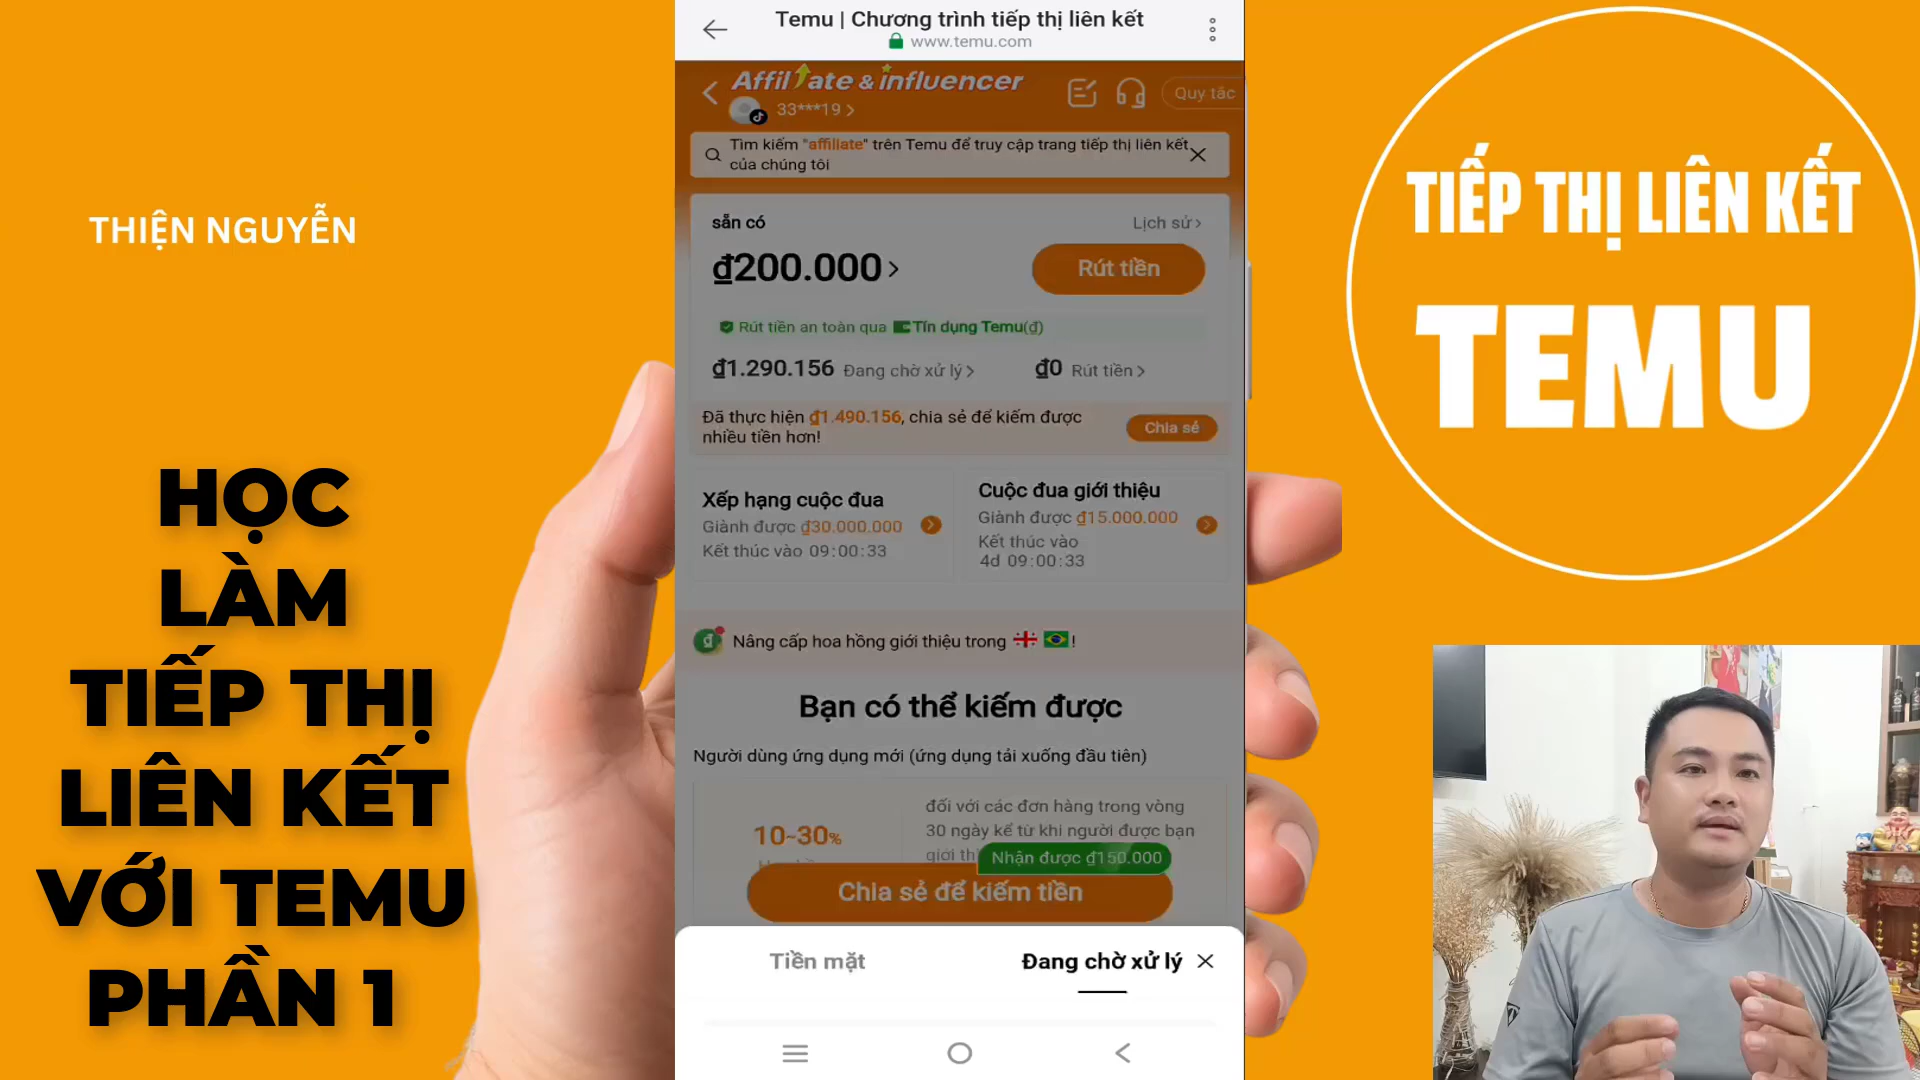 THIỆN NGUYỄN
HỌC
LÀM
TIẾP THỊ
LIÊN KẾT
VỚI TEMU
PHẦN 1
Temu | Chương trình tiếp thị liên kết
www.temu.com
Affiliate & influencer
33***19
Quy tắc
Tìm kiếm "affiliate" trên Temu để truy cập trang tiếp thị liên kết
của chúng tôi
sẵn có
Lịch sử
₫200.000
Rút tiền
Rút tiền an toàn qua Tín dụng Temu(₫)
₫1.290.156 Đang chờ xử lý
₫0 Rút tiền
Đã thực hiện ₫1.490.156, chia sẻ để kiếm được
nhiều tiền hơn!
Chia sẻ
Xếp hạng cuộc đua
Giành được ₫30.000.000
Kết thúc vào 09:00:33
Cuộc đua giới thiệu
Giành được ₫15.000.000
Kết thúc vào
4d 09:00:33
Nâng cấp hoa hồng giới thiệu trong !
Bạn có thể kiếm được
Người dùng ứng dụng mới (ứng dụng tải xuống đầu tiên)
10~30%
đối với các đơn hàng trong vòng
30 ngày kể từ khi người được bạn
giới
Nhận được ₫150.000
Chia sẻ để kiếm tiền
Tiền mặt
Đang chờ xử lý
TIẾP THỊ LIÊN KẾT
TEMU